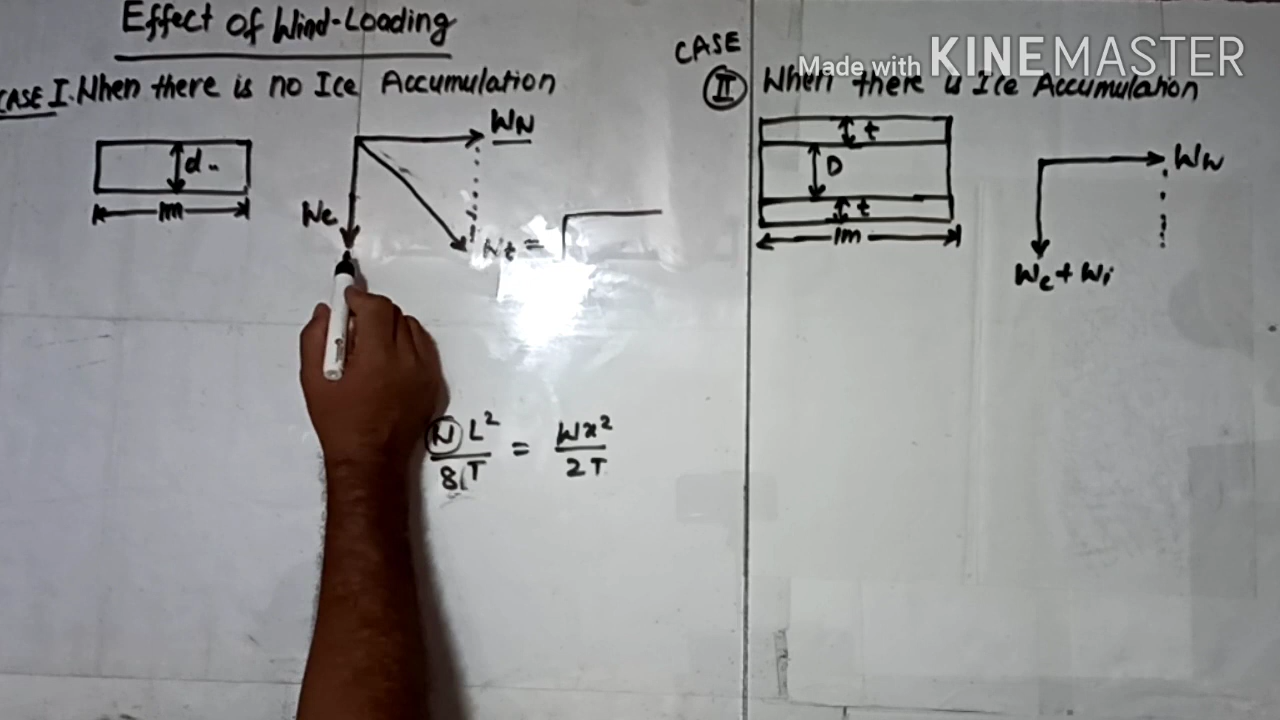 Effect Of Wind-Loading
CASE I. When there is no Ice Accumulation
d
1m
WW
Wc
Wt =
WL² / 8T = Wx² / 2T
Made with KINEMASTER
CASE II When there is Ice Accumulation
t
D
t
1m
Ww
Wc + Wi